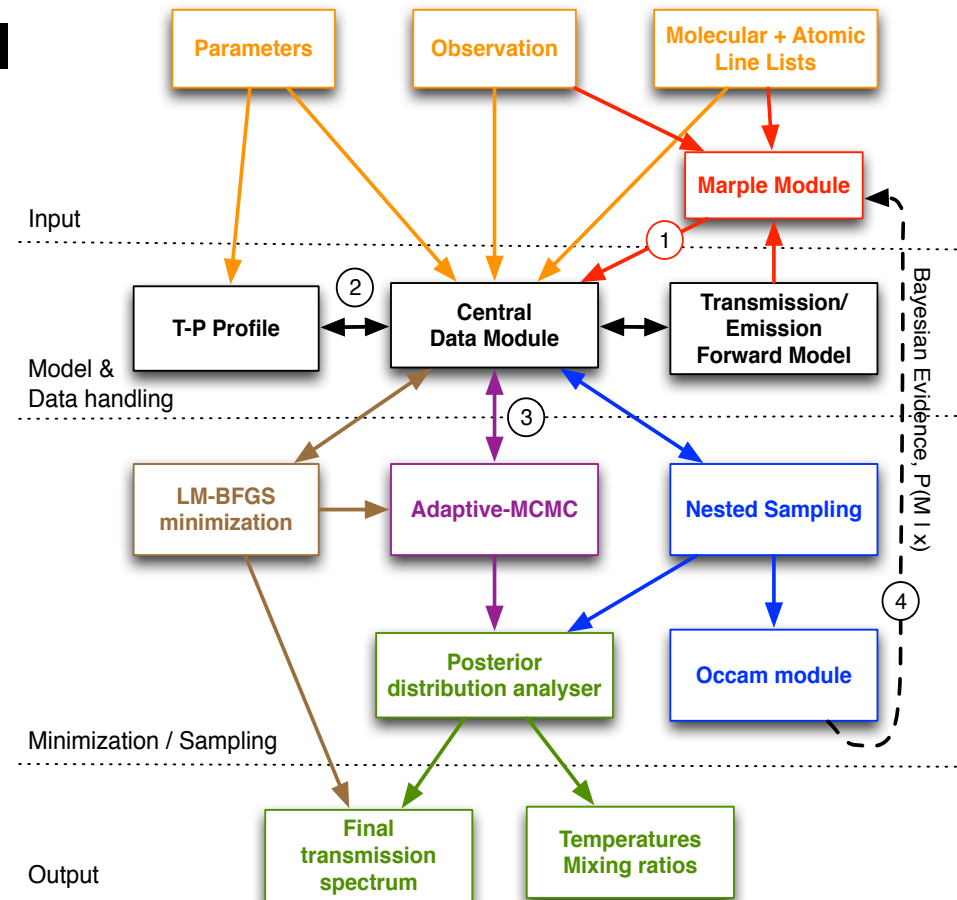 Parameters
Observation
Molecular + Atomic
Line Lists
Marple Module
Input
1
2
T-P Profile
Central
Data Module
Transmission/
Emission
Forward Model
Model &
Data handling
Bayesian Evidence, P(M I x)
3
LM-BFGS
minimization
Adaptive-MCMC
Nested Sampling
4
Posterior
distribution analyser
Occam module
Minimization / Sampling
Final
transmission
spectrum
Temperatures
Mixing ratios
Output